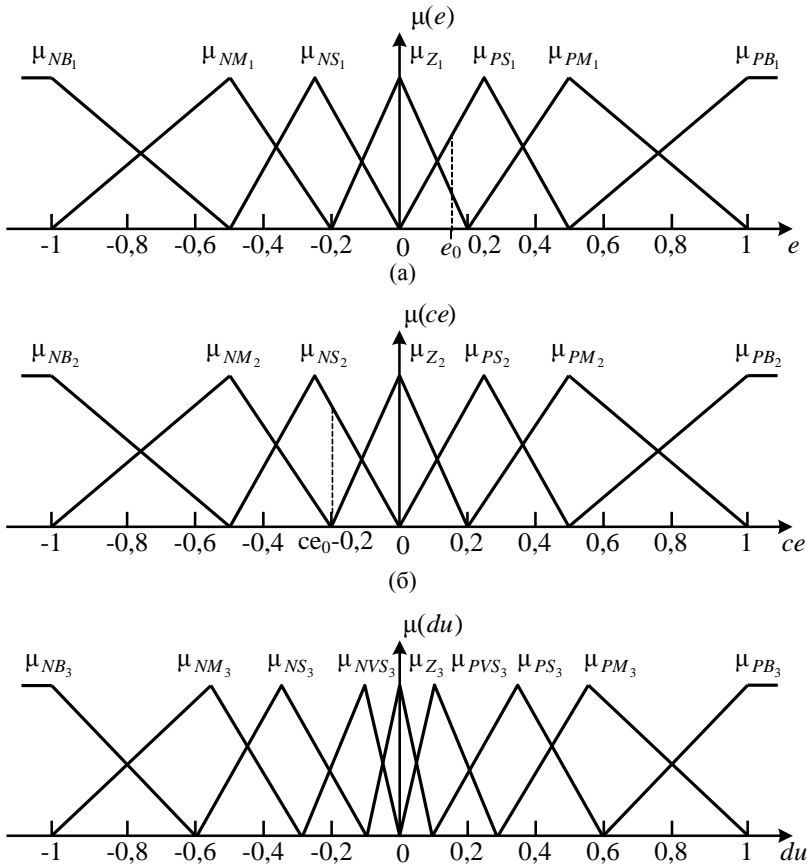 μ(e)
μNB₁ μNM₁ μNS₁ μZ₁ μPS₁ μPM₁ μPB₁
-1 -0,8 -0,6 -0,4 -0,2 0 e₀ 0,2 0,4 0,6 0,8 1 e
(а)
μ(ce)
μNB₂ μNM₂ μNS₂ μZ₂ μPS₂ μPM₂ μPB₂
-1 -0,8 -0,6 -0,4 ce₀ -0,2 0 0,2 0,4 0,6 0,8 1 ce
(б)
μ(du)
μNB₃ μNM₃ μNS₃ μNVS₃ μZ₃ μPVS₃ μPS₃ μPM₃ μPB₃
-1 -0,8 -0,6 -0,4 -0,2 0 0,2 0,4 0,6 0,8 1 du